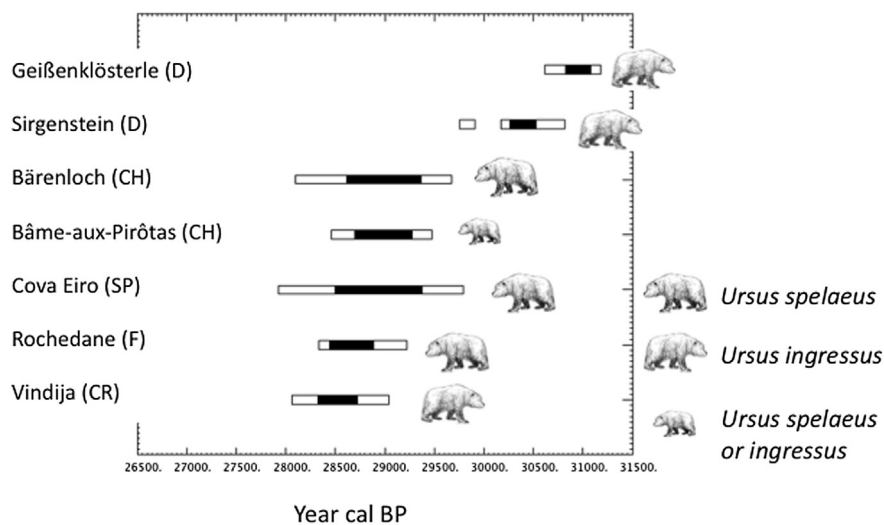 Geißenklösterle (D)
Sirgenstein (D)
Bärenloch (CH)
Bâme-aux-Pirôtas (CH)
Cova Eiro (SP)
Rochedane (F)
Vindija (CR)
Ursus spelaeus
Ursus ingressus
Ursus spelaeus
or ingressus
26500. 27000. 27500. 28000. 28500. 29000. 29500. 30000. 30500. 31000. 31500.
Year cal BP